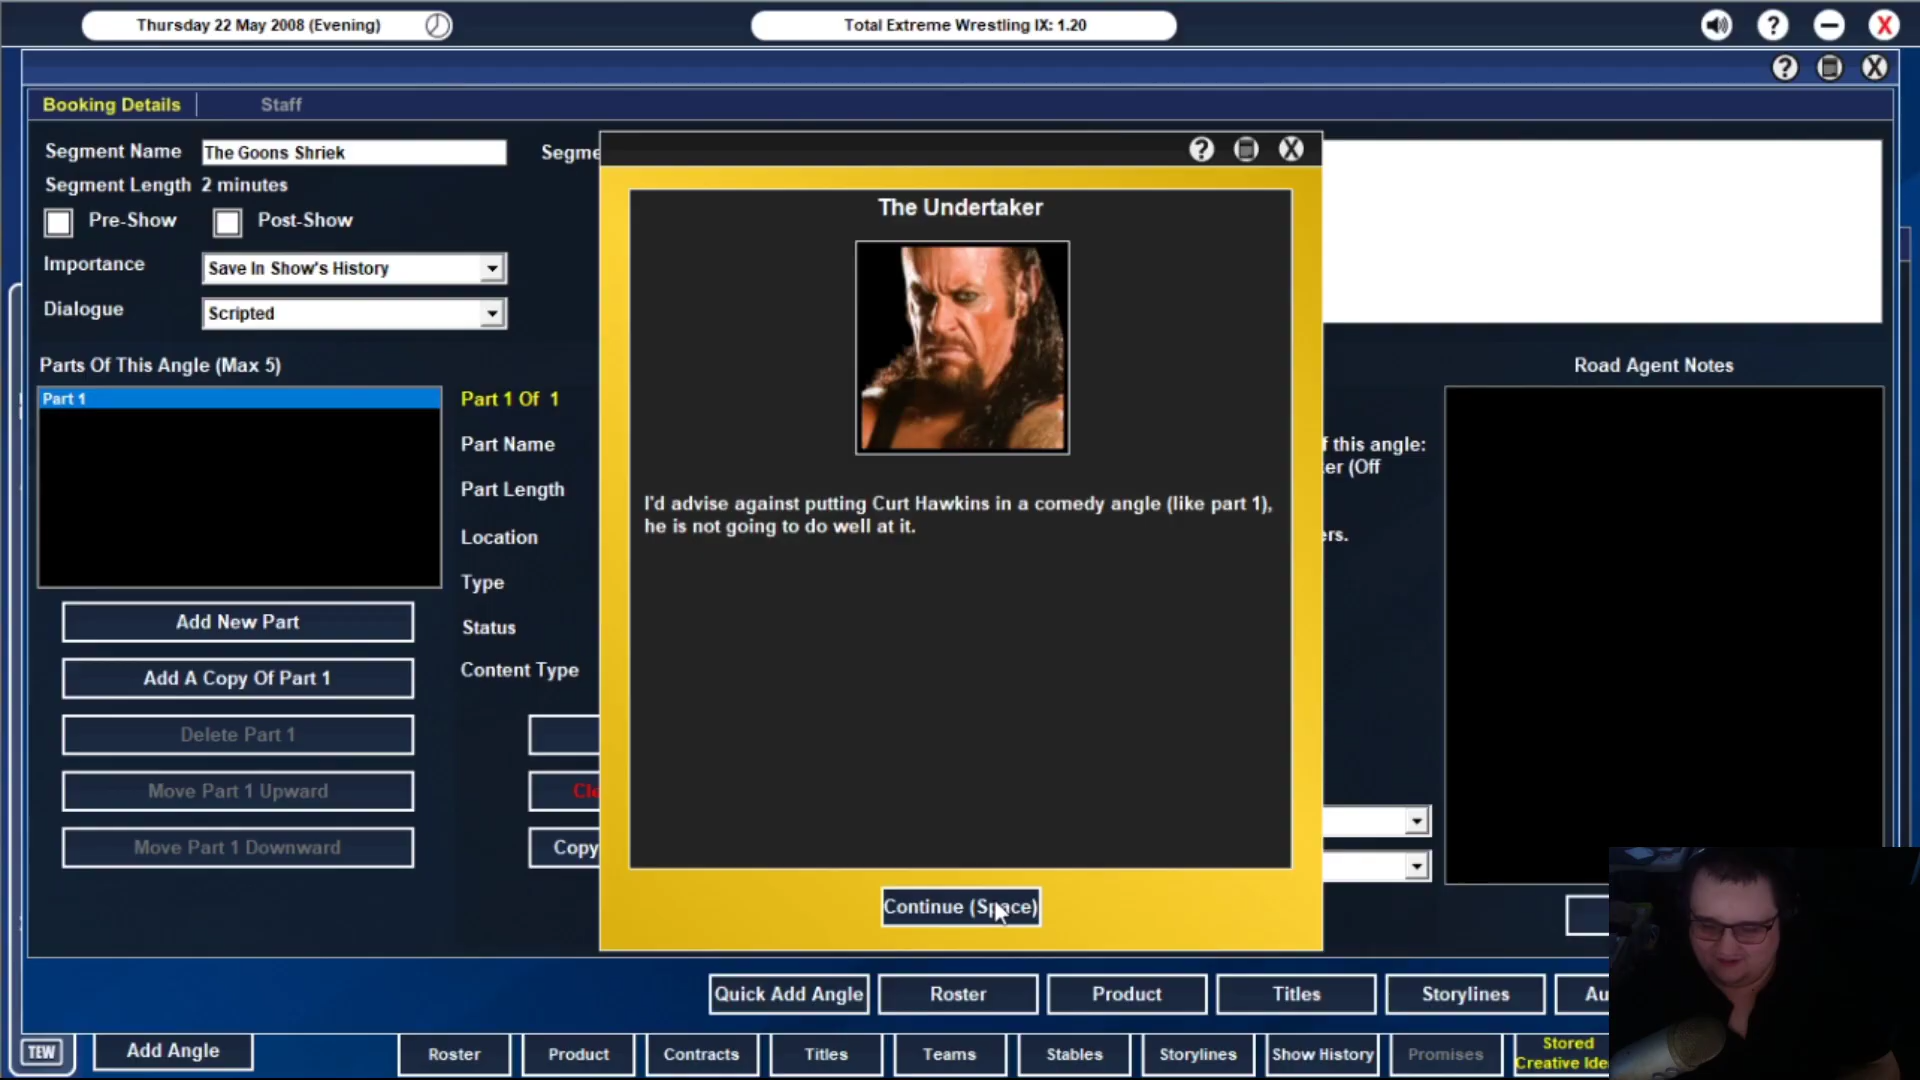 Thursday 22 May 2008 (Evening)
Total Extreme Wrestling IX: 1.20
Booking Details
Staff
Segment Name
The Goons Shriek
Segme
Segment Length 2 minutes
Pre-Show
Post-Show
Importance
Save In Show's History
Dialogue
Scripted
Parts Of This Angle (Max 5)
Part 1
Add New Part
Add A Copy Of Part 1
Delete Part 1
Move Part 1 Upward
Move Part 1 Downward
Part 1 Of 1
Part Name
Part Length
Location
Type
Status
Content Type
Cle
Copy
The Undertaker
I'd advise against putting Curt Hawkins in a comedy angle (like part 1),
he is not going to do well at it.
Continue (Space)
f this angle:
er (Off
ers.
Road Agent Notes
Quick Add Angle
Roster
Product
Titles
Storylines
Au
TEW
Add Angle
Roster
Product
Contracts
Titles
Teams
Stables
Storylines
Show History
Promises
Stored
Creative Ide